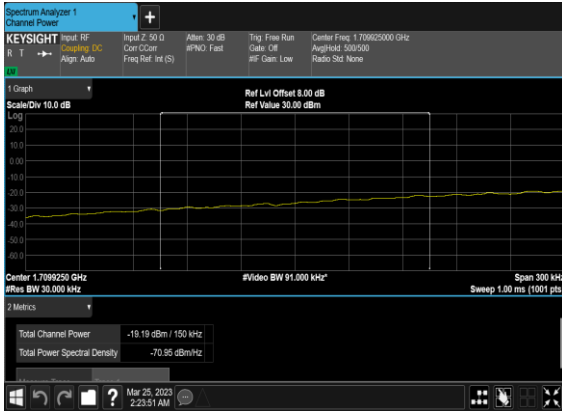 Spectrum Analyzer 1
Channel Power
+
KEYSIGHT
R T
LXI
Input: RF
Coupling: DC
Align: Auto
Input Z: 50 Ω
Corr CCorr
Freq Ref: Int (S)
Atten: 30 dB
#PNO: Fast
Trig: Free Run
Gate: Off
#IF Gain: Low
Center Freq: 1.709925000 GHz
Avg|Hold: 500/500
Radio Std: None
1 Graph
Scale/Div 10.0 dB
Ref Lvl Offset 8.00 dB
Ref Value 30.00 dBm
Log
20.0
10.0
0.00
-10.0
-20.0
-30.0
-40.0
-50.0
-60.0
Center 1.7099250 GHz
#Res BW 30.000 kHz
#Video BW 91.000 kHz*
Span 300 kHz
Sweep 1.00 ms (1001 pts)
2 Metrics
Total Channel Power -19.19 dBm / 150 kHz
Total Power Spectral Density -70.95 dBm/Hz
?
Mar 25, 2023
2:23:51 AM